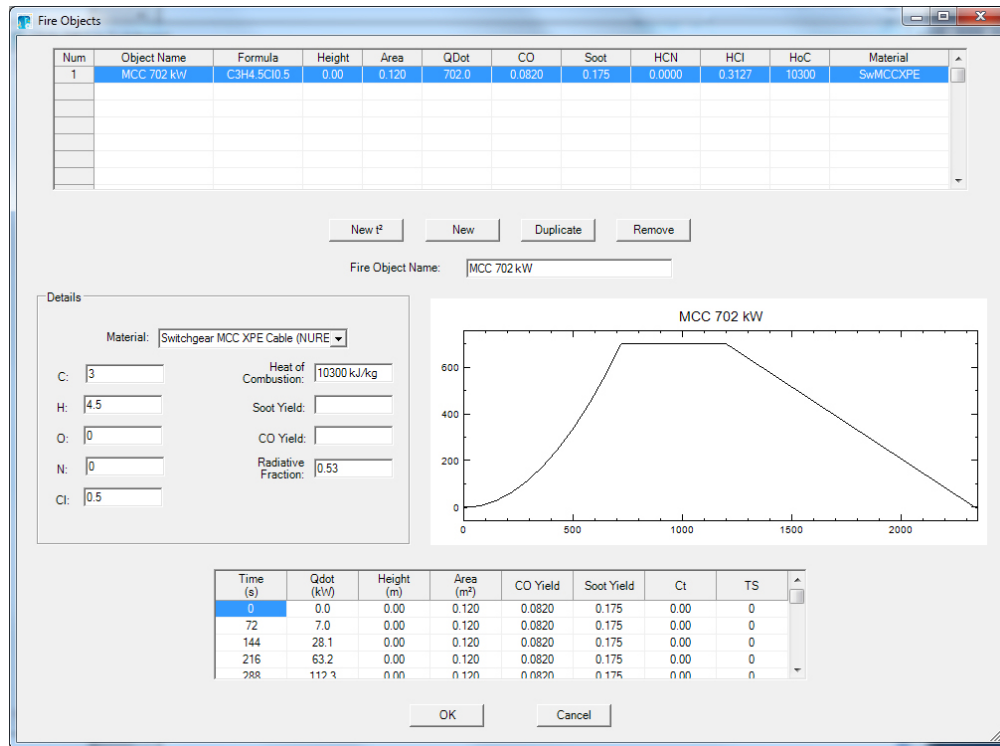 Fire Objects
Num Object Name Formula Height Area QDot CO Soot HCN HCl HoC Material
1 MCC 702 kW C3H4.5Cl0.5 0.00 0.120 702.0 0.0820 0.175 0.0000 0.3127 10300 SwMCCXPE
New t² New Duplicate Remove
Fire Object Name: MCC 702 kW
Details
Material: Switchgear MCC XPE Cable (NURE
C: 3
H: 4.5
O: 0
N: 0
Cl: 0.5
Heat of
Combustion: 10300 kJ/kg
Soot Yield:
CO Yield:
Radiative
Fraction: 0.53
MCC 702 kW
600
400
200
0
0 500 1000 1500 2000
Time Qdot Height Area CO Yield Soot Yield Ct TS
(s) (kW) (m) (m²)
0 0.0 0.00 0.120 0.0820 0.175 0.00 0
72 7.0 0.00 0.120 0.0820 0.175 0.00 0
144 28.1 0.00 0.120 0.0820 0.175 0.00 0
216 63.2 0.00 0.120 0.0820 0.175 0.00 0
288 112.3 0.00 0.120 0.0820 0.175 0.00 0
OK Cancel